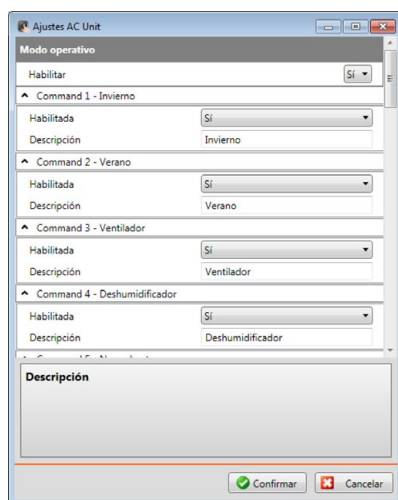 Ajustes AC Unit
Modo operativo
Habilitar Sí
Command 1 - Invierno
Habilitada Sí
Descripción Invierno
Command 2 - Verano
Habilitada Sí
Descripción Verano
Command 3 - Ventilador
Habilitada Sí
Descripción Ventilador
Command 4 - Deshumidificador
Habilitada Sí
Descripción Deshumidificador
Descripción
Confirmar Cancelar